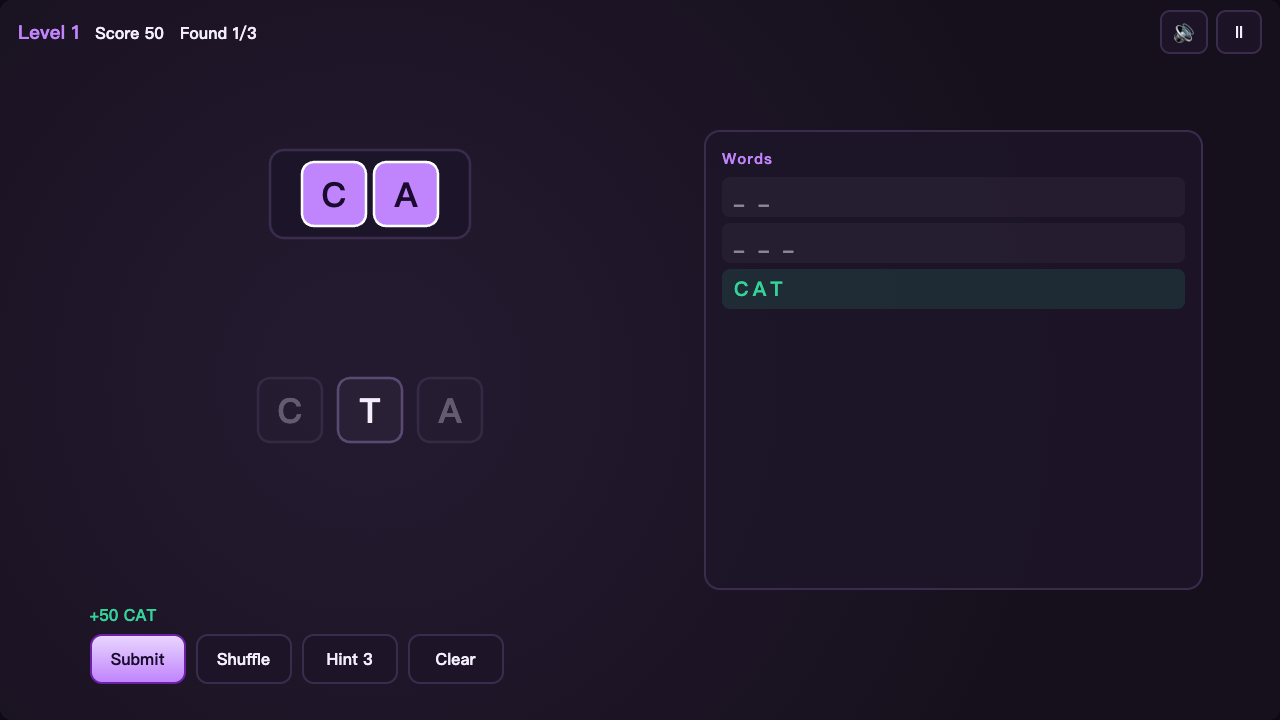 Level 1 Score 50 Found 1/3
C A
Words
_ _
_ _ _
CAT
C T A
+50 CAT
Submit Shuffle Hint 3 Clear